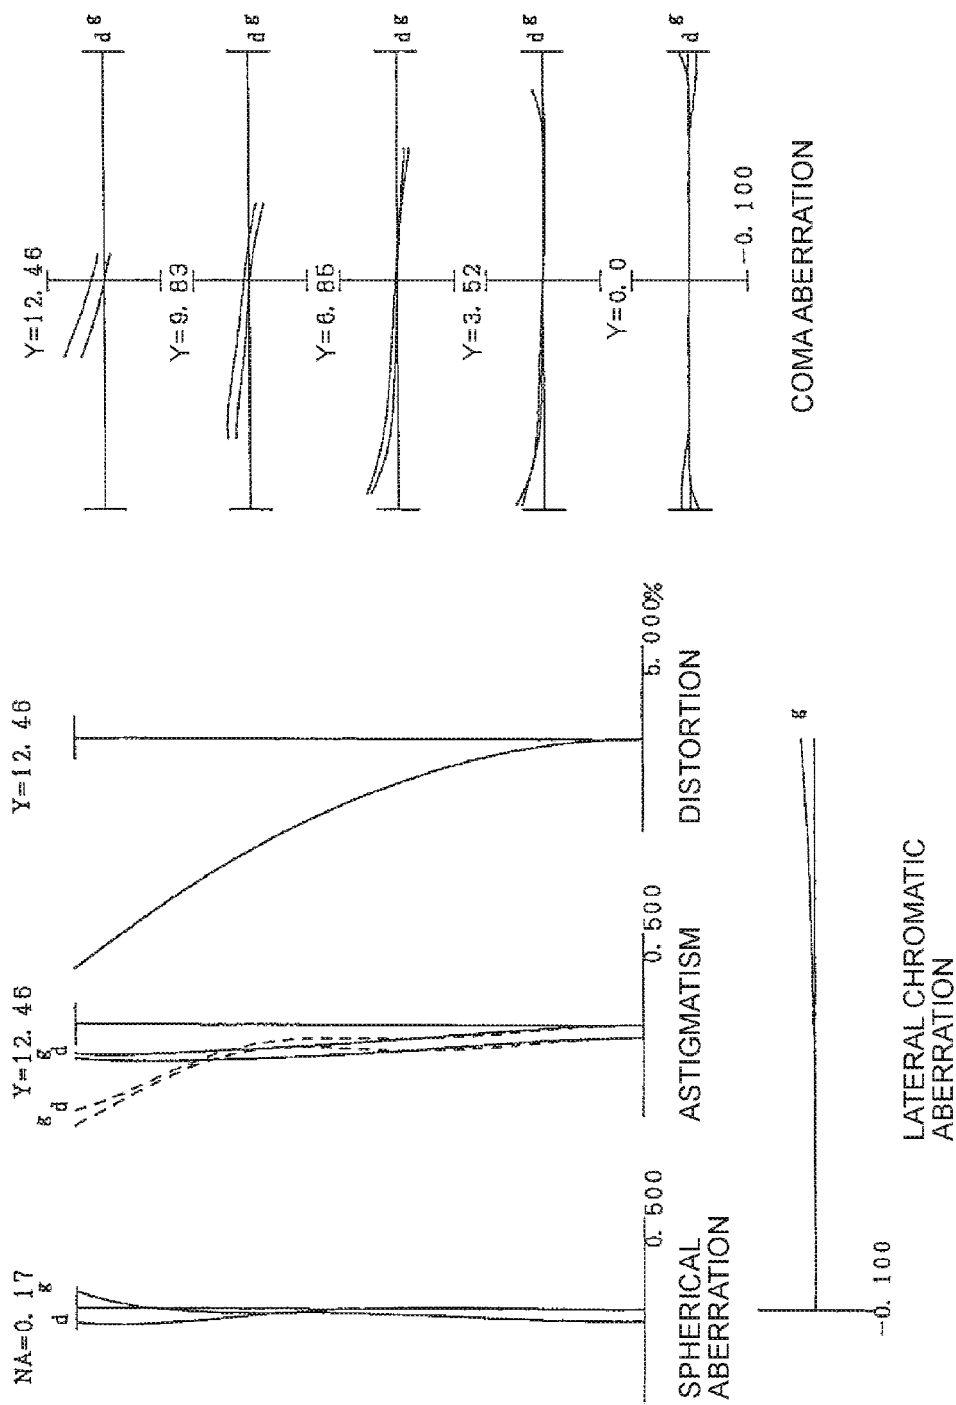 NA=0. 17
d
g
0. 500
SPHERICAL
ABERRATION
Y=12. 46
g
d
g
d
0. 500
ASTIGMATISM
Y=12. 46
5. 000%
DISTORTION
Y=12. 46
d
g
Y=9. 83
d
g
Y=6. 85
d
g
Y=3. 52
d
g
Y=0. 0
d
g
-0. 100
COMA ABERRATION
g
-0. 100
LATERAL CHROMATIC
ABERRATION